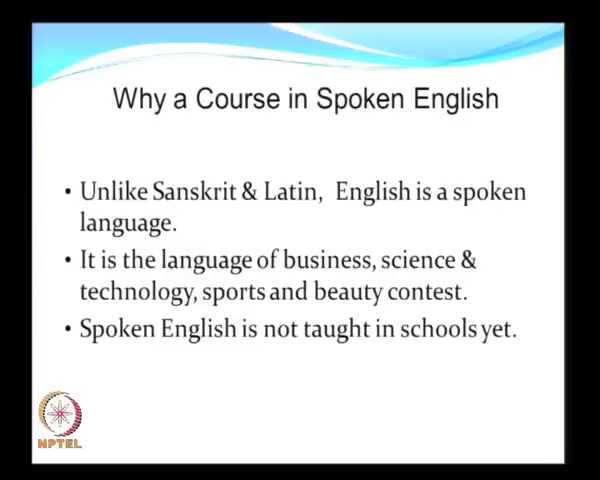 Why a Course in Spoken English
• Unlike Sanskrit & Latin, English is a spoken
language.
• It is the language of business, science &
technology, sports and beauty contest.
• Spoken English is not taught in schools yet.
NPTEL